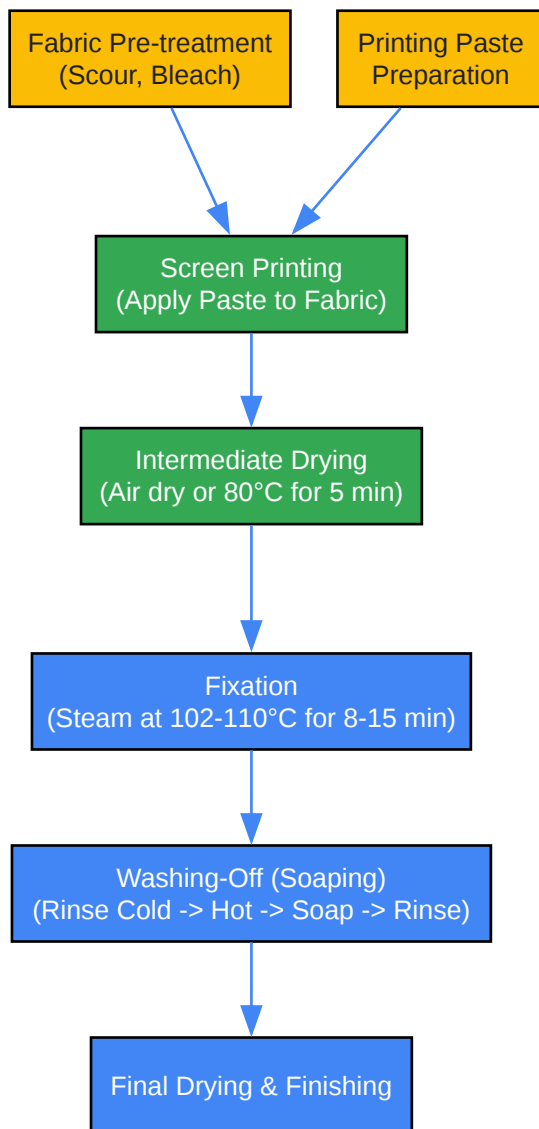 Fabric Pre-treatment
(Scour, Bleach)
Printing Paste
Preparation
Screen Printing
(Apply Paste to Fabric)
Intermediate Drying
(Air dry or 80°C for 5 min)
Fixation
(Steam at 102-110°C for 8-15 min)
Washing-Off (Soaping)
(Rinse Cold -> Hot -> Soap -> Rinse)
Final Drying & Finishing